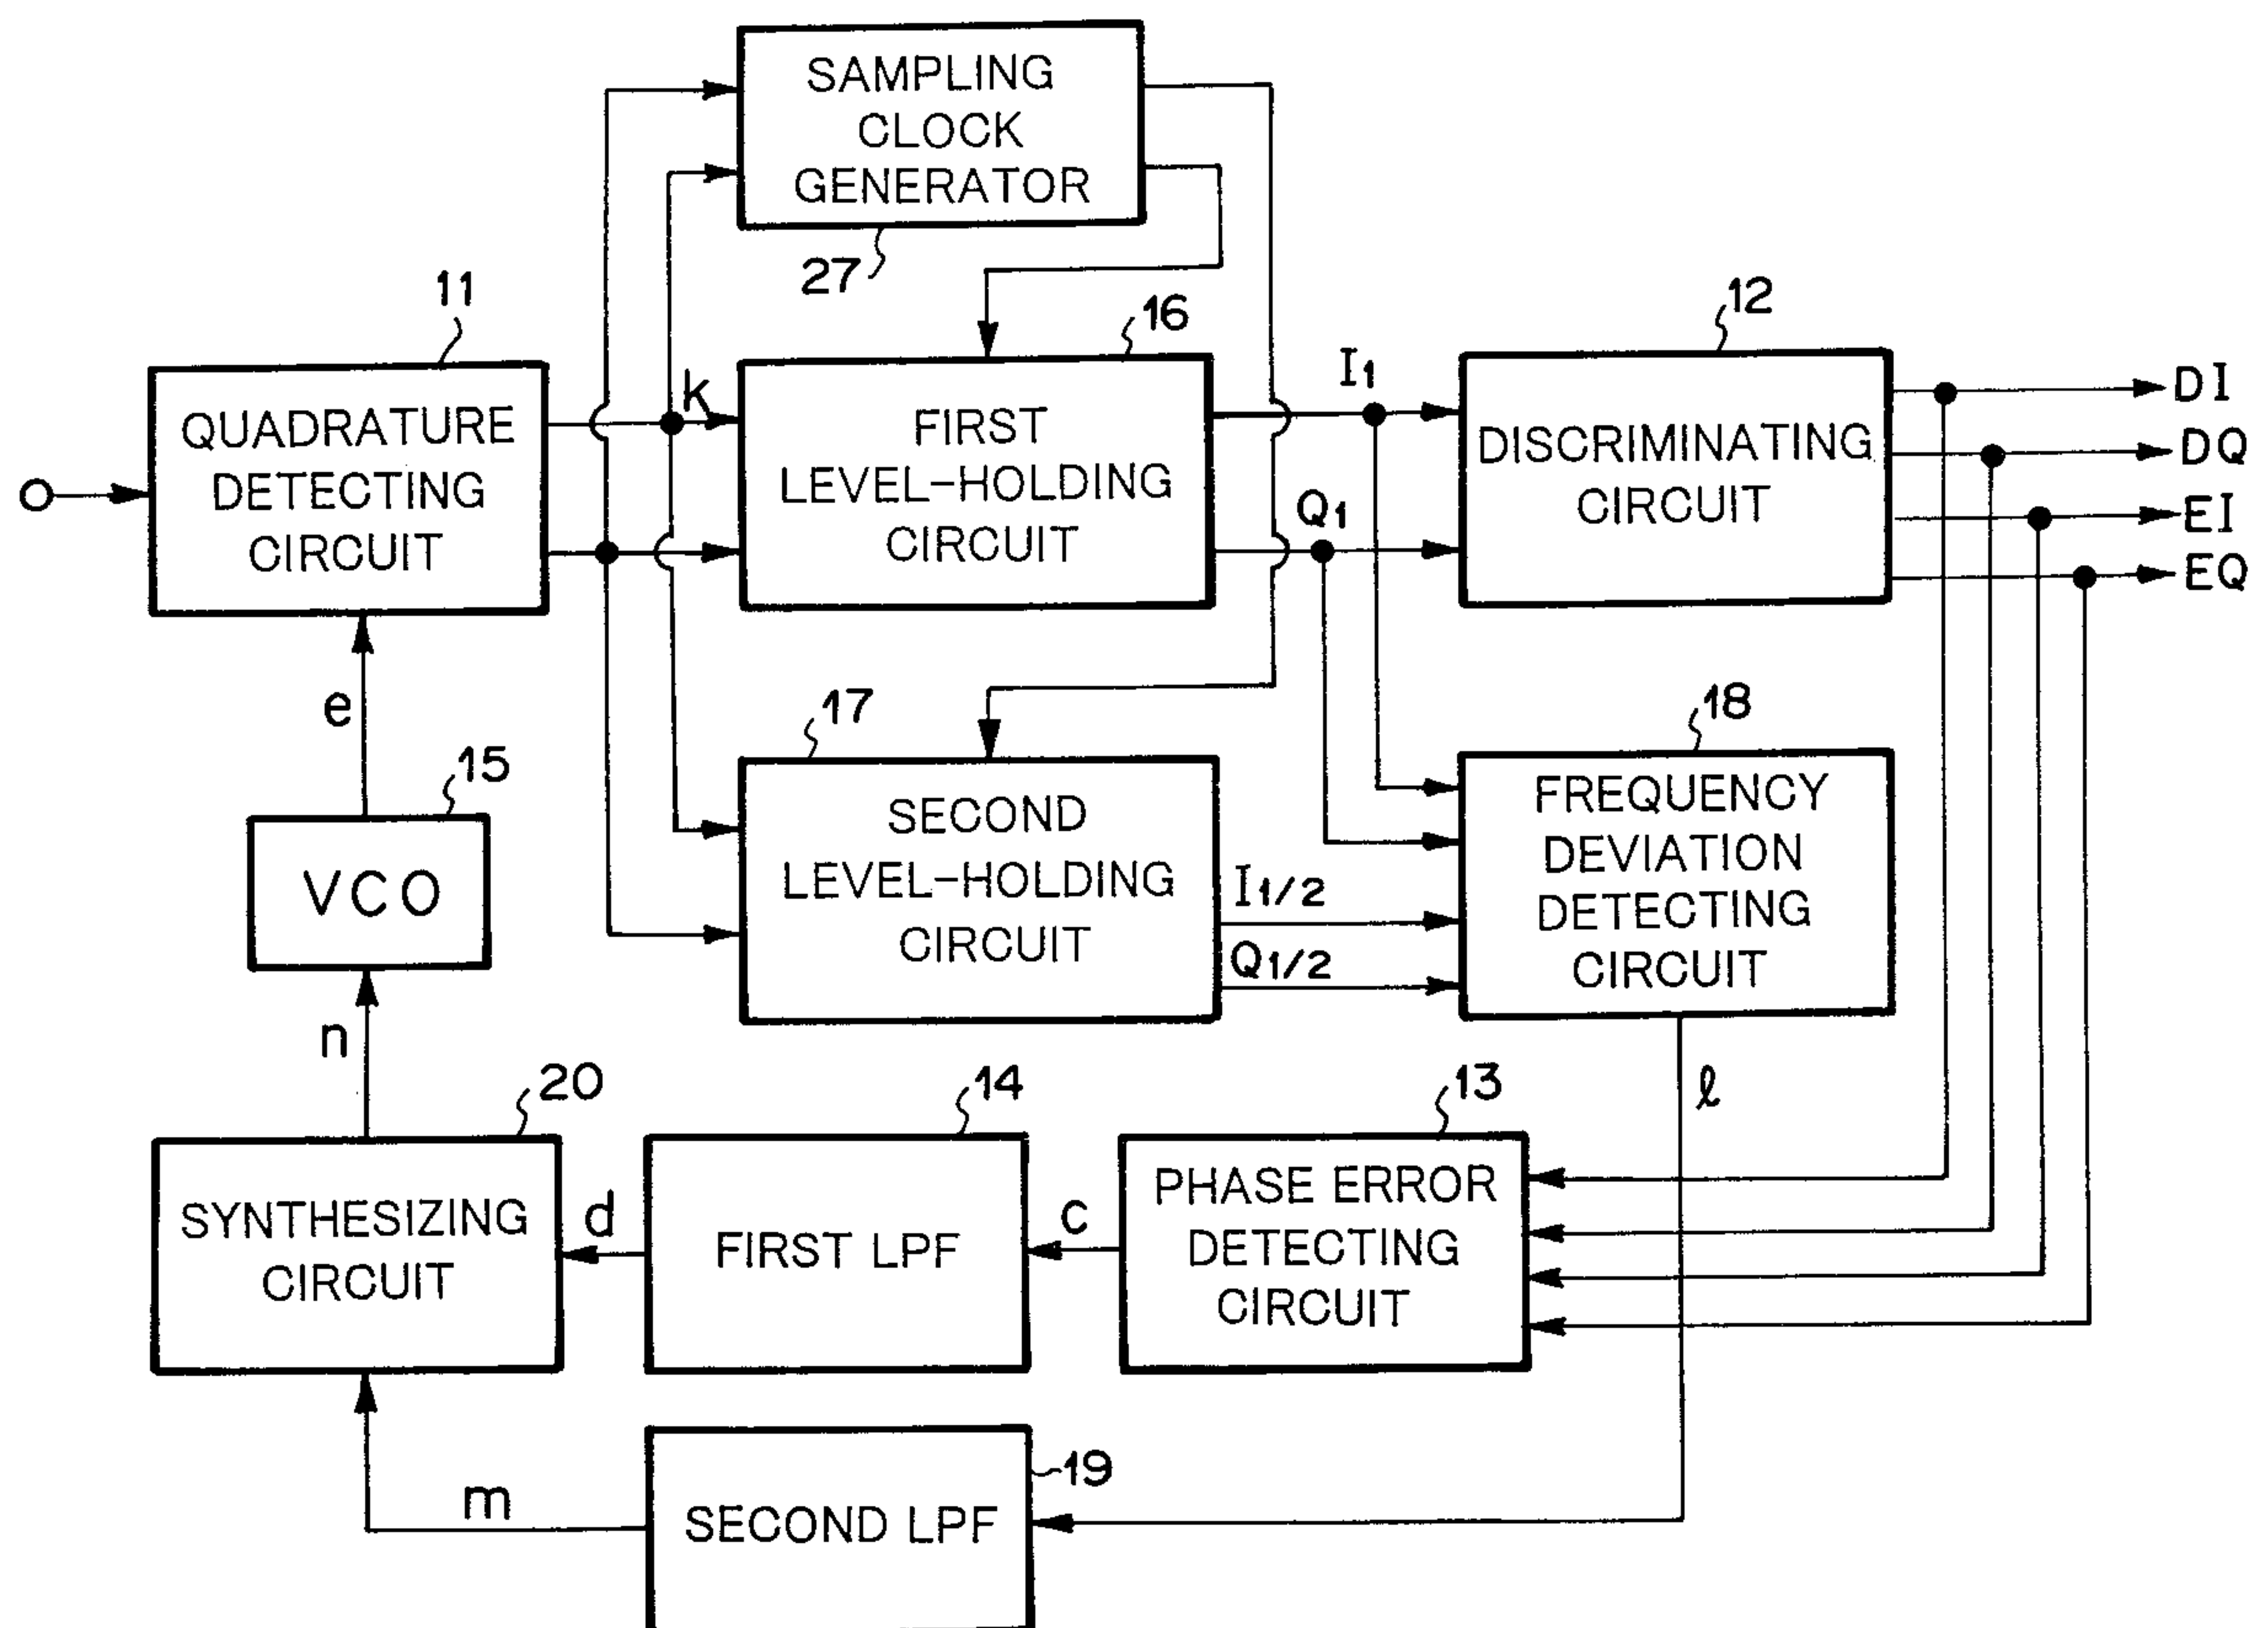 SAMPLING
CLOCK
GENERATOR
27
11
QUADRATURE
DETECTING
CIRCUIT
k
16
FIRST
LEVEL-HOLDING
CIRCUIT
I1
Q1
12
DISCRIMINATING
CIRCUIT
DI
DQ
EI
EQ
e
15
VCO
n
17
SECOND
LEVEL-HOLDING
CIRCUIT
I1/2
Q1/2
18
FREQUENCY
DEVIATION
DETECTING
CIRCUIT
ℓ
20
SYNTHESIZING
CIRCUIT
d
14
FIRST LPF
c
13
PHASE ERROR
DETECTING
CIRCUIT
m
19
SECOND LPF